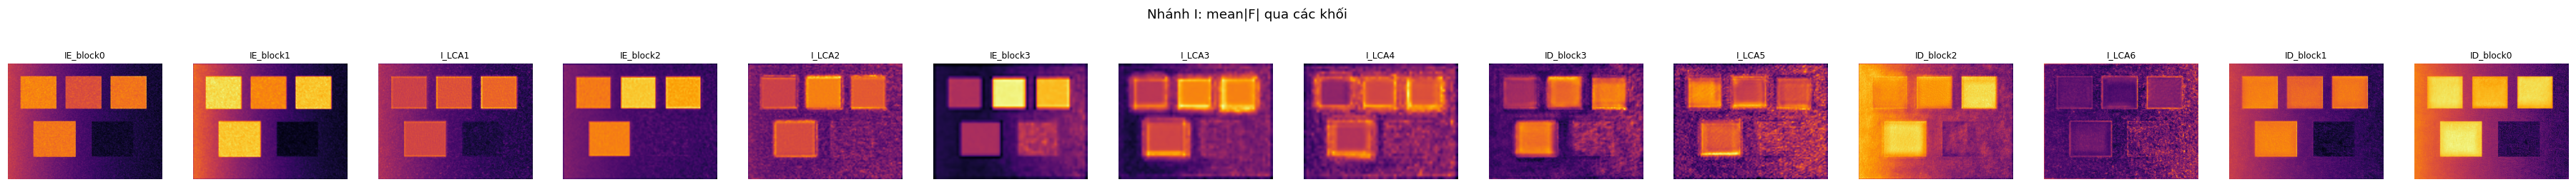 Nhánh I: mean|F| qua các khối
IE_block0 IE_block1 I_LCA1 IE_block2 I_LCA2 IE_block3 I_LCA3 I_LCA4 ID_block3 I_LCA5 ID_block2 I_LCA6 ID_block1 ID_block0